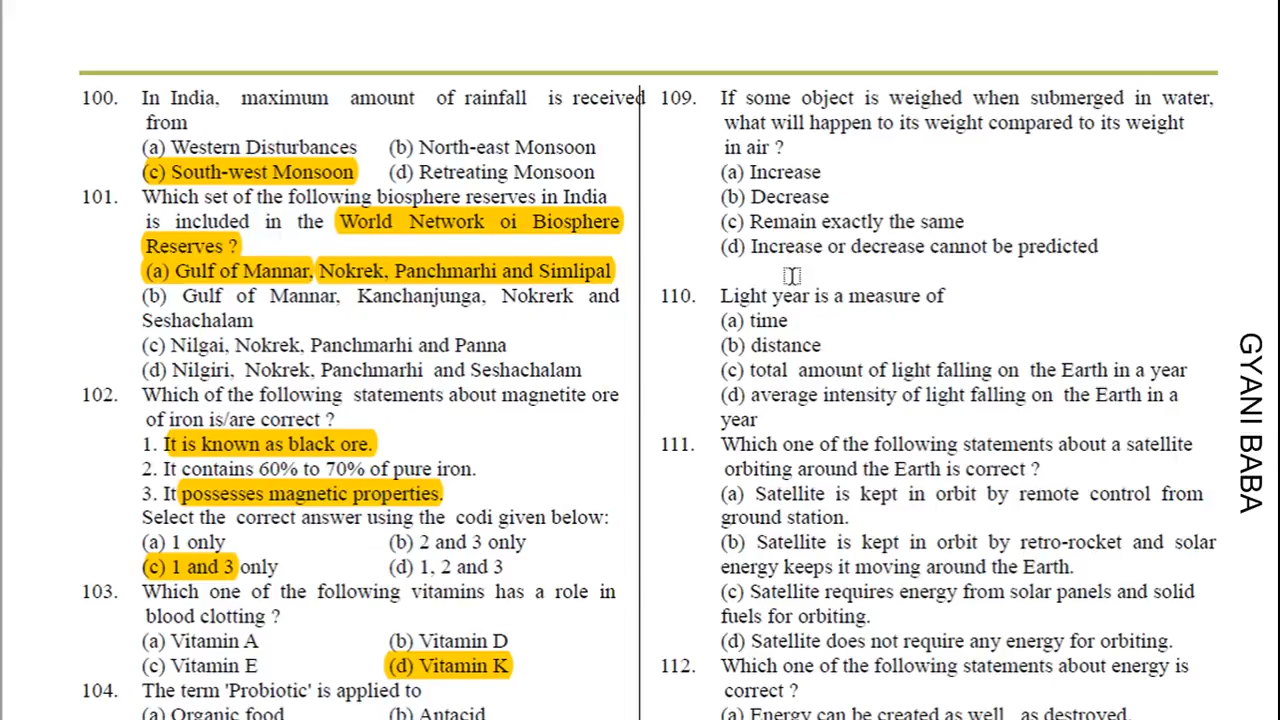 100. In India, maximum amount of rainfall is received
from
(a) Western Disturbances (b) North-east Monsoon
(c) South-west Monsoon (d) Retreating Monsoon
101. Which set of the following biosphere reserves in India
is included in the World Network oi Biosphere
Reserves ?
(a) Gulf of Mannar, Nokrek, Panchmarhi and Simlipal
(b) Gulf of Mannar, Kanchanjunga, Nokrerk and
Seshachalam
(c) Nilgai, Nokrek, Panchmarhi and Panna
(d) Nilgiri, Nokrek, Panchmarhi and Seshachalam
102. Which of the following statements about magnetite ore
of iron is/are correct ?
1. It is known as black ore.
2. It contains 60% to 70% of pure iron.
3. It possesses magnetic properties.
Select the correct answer using the codi given below:
(a) 1 only (b) 2 and 3 only
(c) 1 and 3 only (d) 1, 2 and 3
103. Which one of the following vitamins has a role in
blood clotting ?
(a) Vitamin A (b) Vitamin D
(c) Vitamin E (d) Vitamin K
104. The term 'Probiotic' is applied to
(a) Organic food (b) Antacid
109. If some object is weighed when submerged in water,
what will happen to its weight compared to its weight
in air ?
(a) Increase
(b) Decrease
(c) Remain exactly the same
(d) Increase or decrease cannot be predicted
110. Light year is a measure of
(a) time
(b) distance
(c) total amount of light falling on the Earth in a year
(d) average intensity of light falling on the Earth in a
year
111. Which one of the following statements about a satellite
orbiting around the Earth is correct ?
(a) Satellite is kept in orbit by remote control from
ground station.
(b) Satellite is kept in orbit by retro-rocket and solar
energy keeps it moving around the Earth.
(c) Satellite requires energy from solar panels and solid
fuels for orbiting.
(d) Satellite does not require any energy for orbiting.
112. Which one of the following statements about energy is
correct ?
(a) Energy can be created as well as destroyed.
GYANI BABA